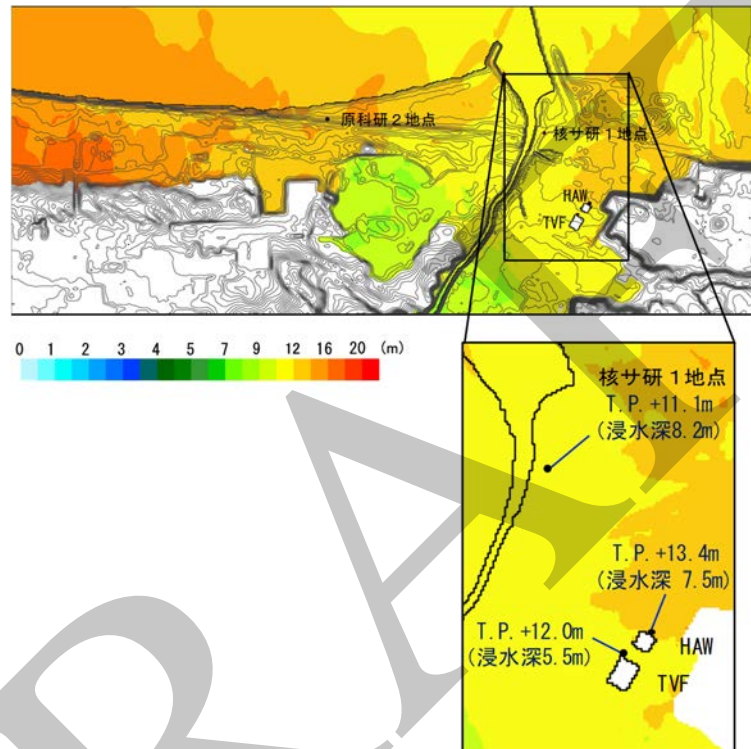 原科研2地点
核サ研1地点
HAW
TVF
0 1 2 3 4 5 7 9 12 16 20 (m)
核サ研1地点
T.P.+11.1m
(浸水深8.2m)
T.P.+13.4m
(浸水深 7.5m)
T.P.+12.0m
(浸水深5.5m)
HAW
TVF
DRAFT